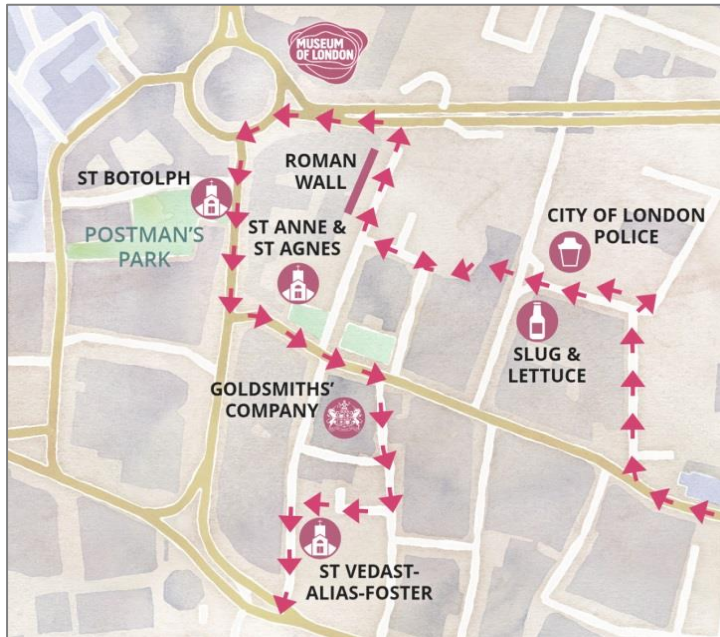 MUSEUM
OF LONDON
ROMAN
WALL
ST BOTOLPH
POSTMAN'S
PARK
ST ANNE &
ST AGNES
CITY OF LONDON
POLICE
SLUG &
LETTUCE
GOLDSMITHS'
COMPANY
ST VEDAST-
ALIAS-FOSTER